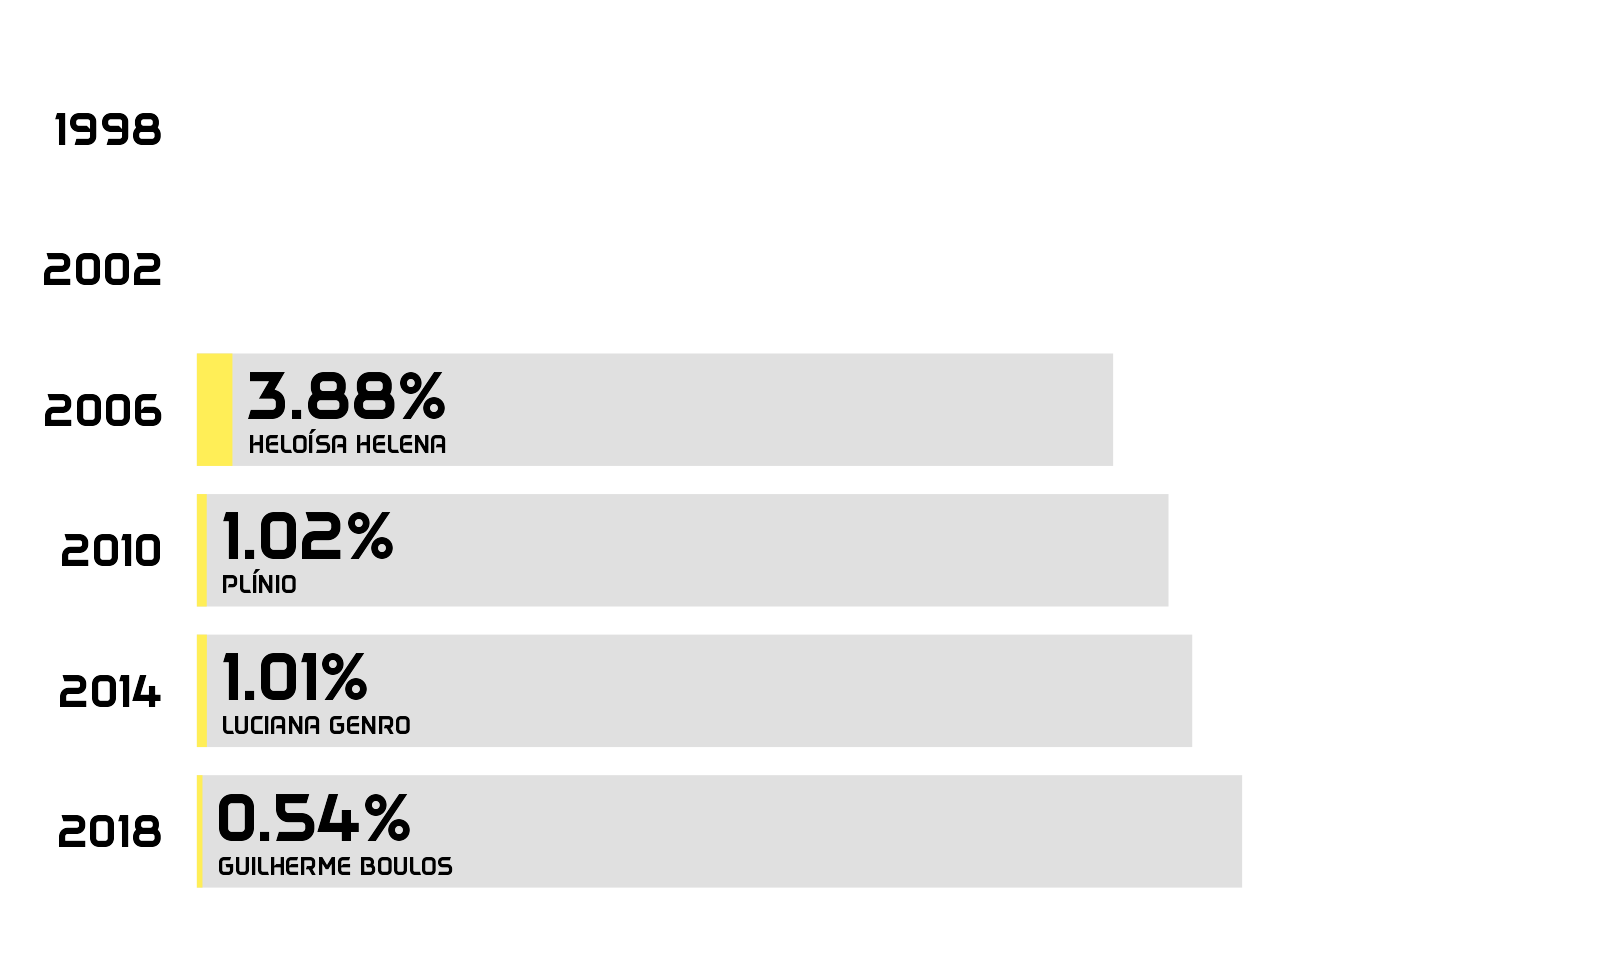 1998
2002
2006
3.88%
HELOÍSA HELENA
2010
1.02%
PLÍNIO
2014
1.01%
LUCIANA GENRO
2018
0.54%
GUILHERME BOULOS